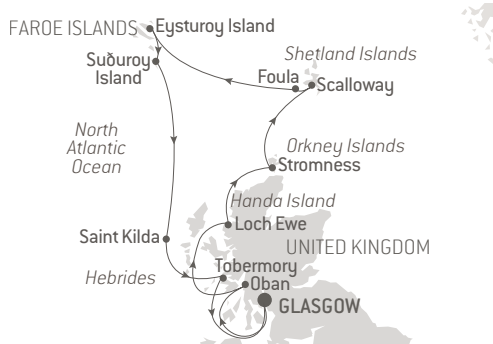 FAROE ISLANDS
Eysturoy Island
Suðuroy
Island
Shetland Islands
Foula
Scalloway
North
Atlantic
Ocean
Orkney Islands
Stromness
Handa Island
Loch Ewe
Saint Kilda
UNITED KINGDOM
Tobermory
Hebrides
Oban
GLASGOW